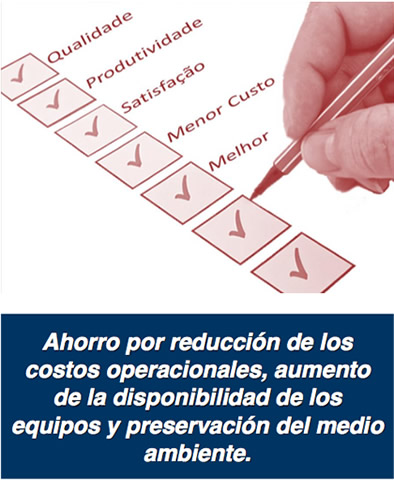 Qualidade
Produtividade
Satisfação
Menor Custo
Melhor
Ahorro por reducción de los
costos operacionales, aumento
de la disponibilidad de los
equipos y preservación del medio
ambiente.